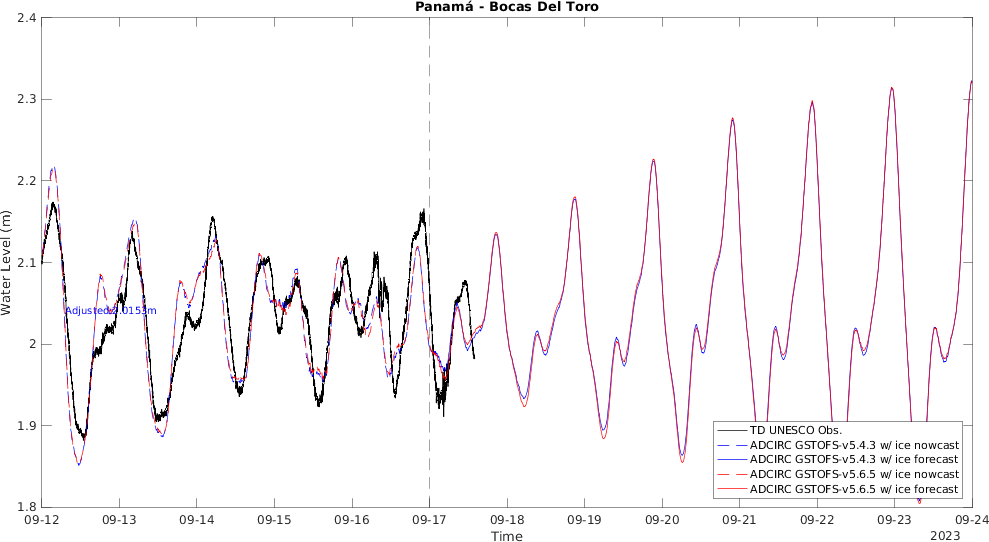 Panamá - Bocas Del Toro
Water Level (m)
2.4
2.3
2.2
2.1
2
1.9
1.8
TD UNESCO Obs.
ADCIRC GSTOFS-v5.4.3 w/ ice nowcast
ADCIRC GSTOFS-v5.4.3 w/ ice forecast
ADCIRC GSTOFS-v5.6.5 w/ ice nowcast
ADCIRC GSTOFS-v5.6.5 w/ ice forecast
09-12 09-13 09-14 09-15 09-16 09-17 09-18 09-19 09-20 09-21 09-22 09-23 09-24
Time
2023